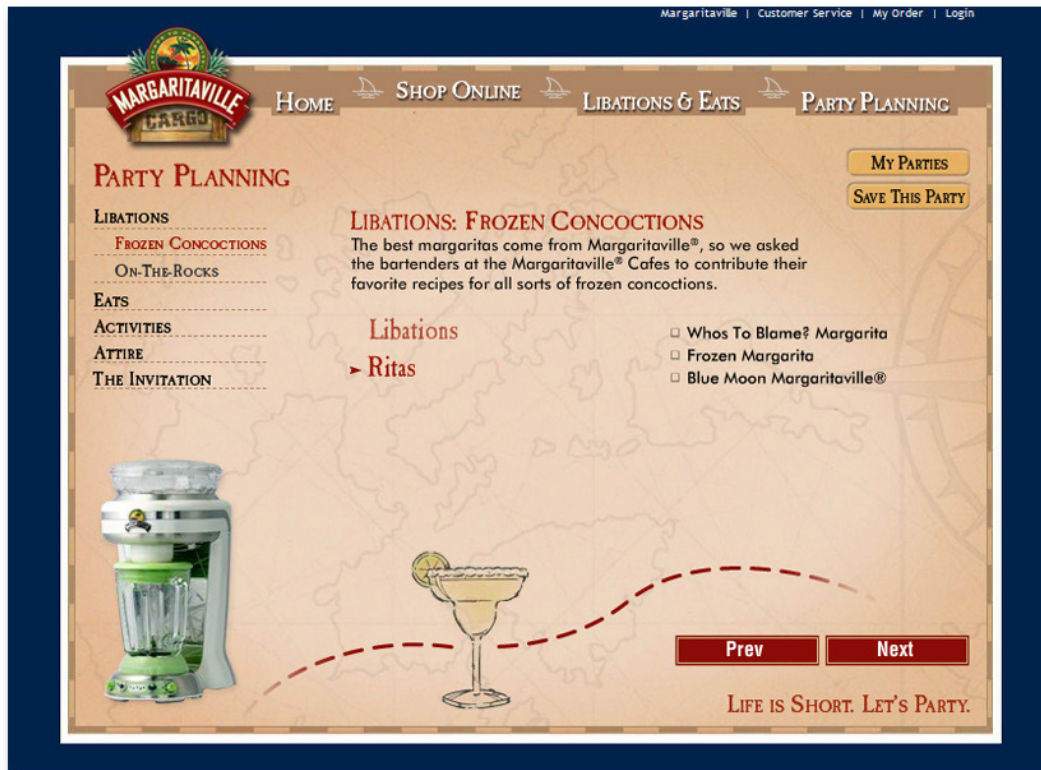 Margaritaville | Customer Service | My Order | Login
MARGARITAVILLE
CARGO
HOME
SHOP ONLINE
LIBATIONS & EATS
PARTY PLANNING
MY PARTIES
SAVE THIS PARTY
PARTY PLANNING
LIBATIONS
FROZEN CONCOCTIONS
ON-THE-ROCKS
EATS
ACTIVITIES
ATTIRE
THE INVITATION
LIBATIONS: FROZEN CONCOCTIONS
The best margaritas come from Margaritaville®, so we asked
the bartenders at the Margaritaville® Cafes to contribute their
favorite recipes for all sorts of frozen concoctions.
Libations
Ritas
Whos To Blame? Margarita
Frozen Margarita
Blue Moon Margaritaville®
Prev
Next
LIFE IS SHORT. LET'S PARTY.